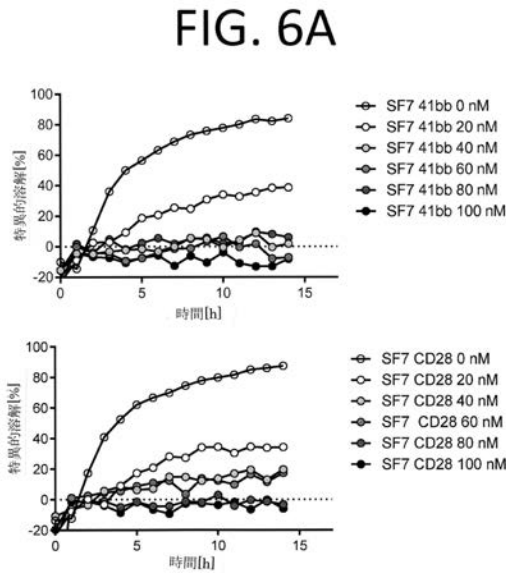 FIG. 6A
特異的溶解[%]
100
80
60
40
20
0
-20
0
5
10
15
時間[h]
SF7 41bb 0 nM
SF7 41bb 20 nM
SF7 41bb 40 nM
SF7 41bb 60 nM
SF7 41bb 80 nM
SF7 41bb 100 nM
特異的溶解[%]
100
80
60
40
20
0
-20
0
5
10
15
時間[h]
SF7 CD28 0 nM
SF7 CD28 20 nM
SF7 CD28 40 nM
SF7 CD28 60 nM
SF7 CD28 80 nM
SF7 CD28 100 nM